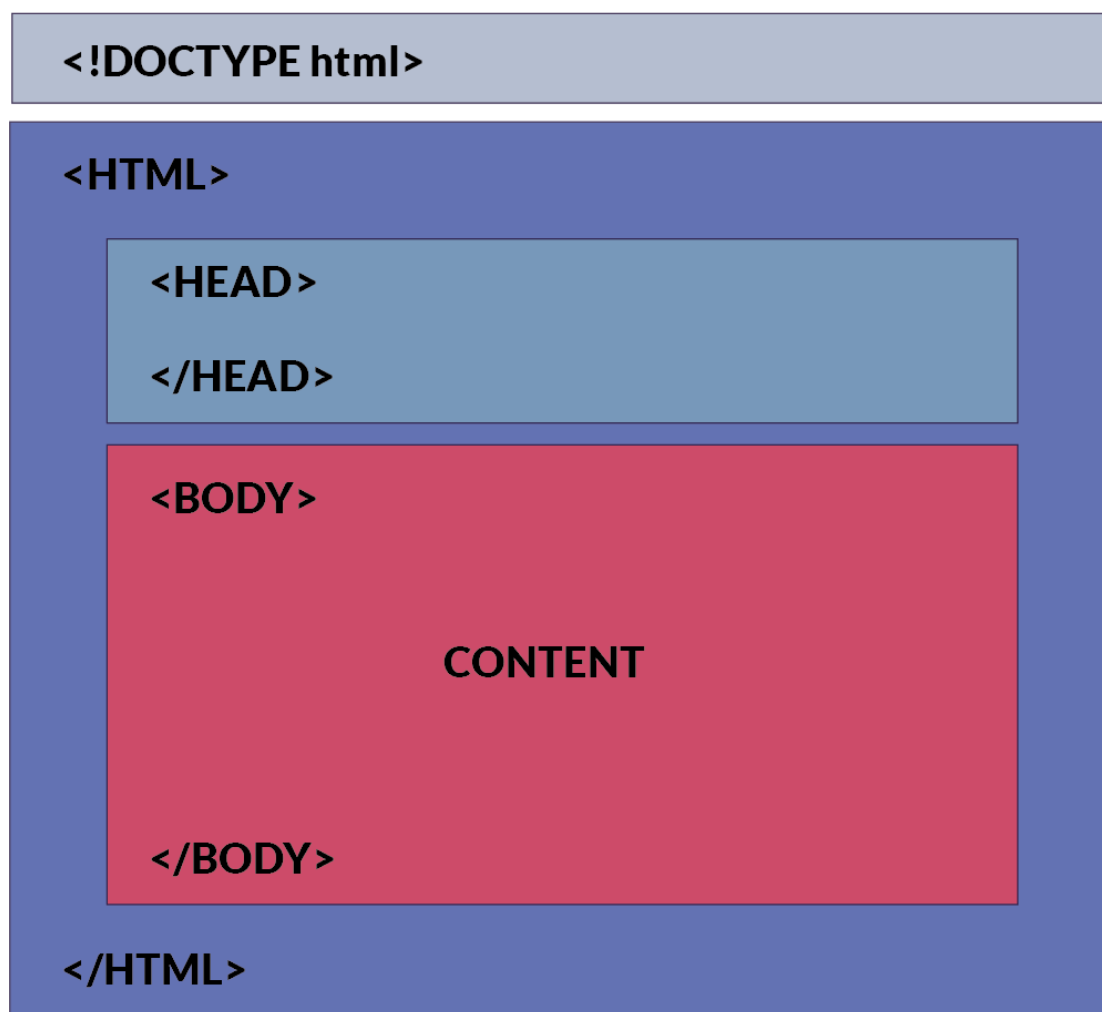 <!DOCTYPE html>
<HTML>
<HEAD>
</HEAD>
<BODY>
CONTENT
</BODY>
</HTML>